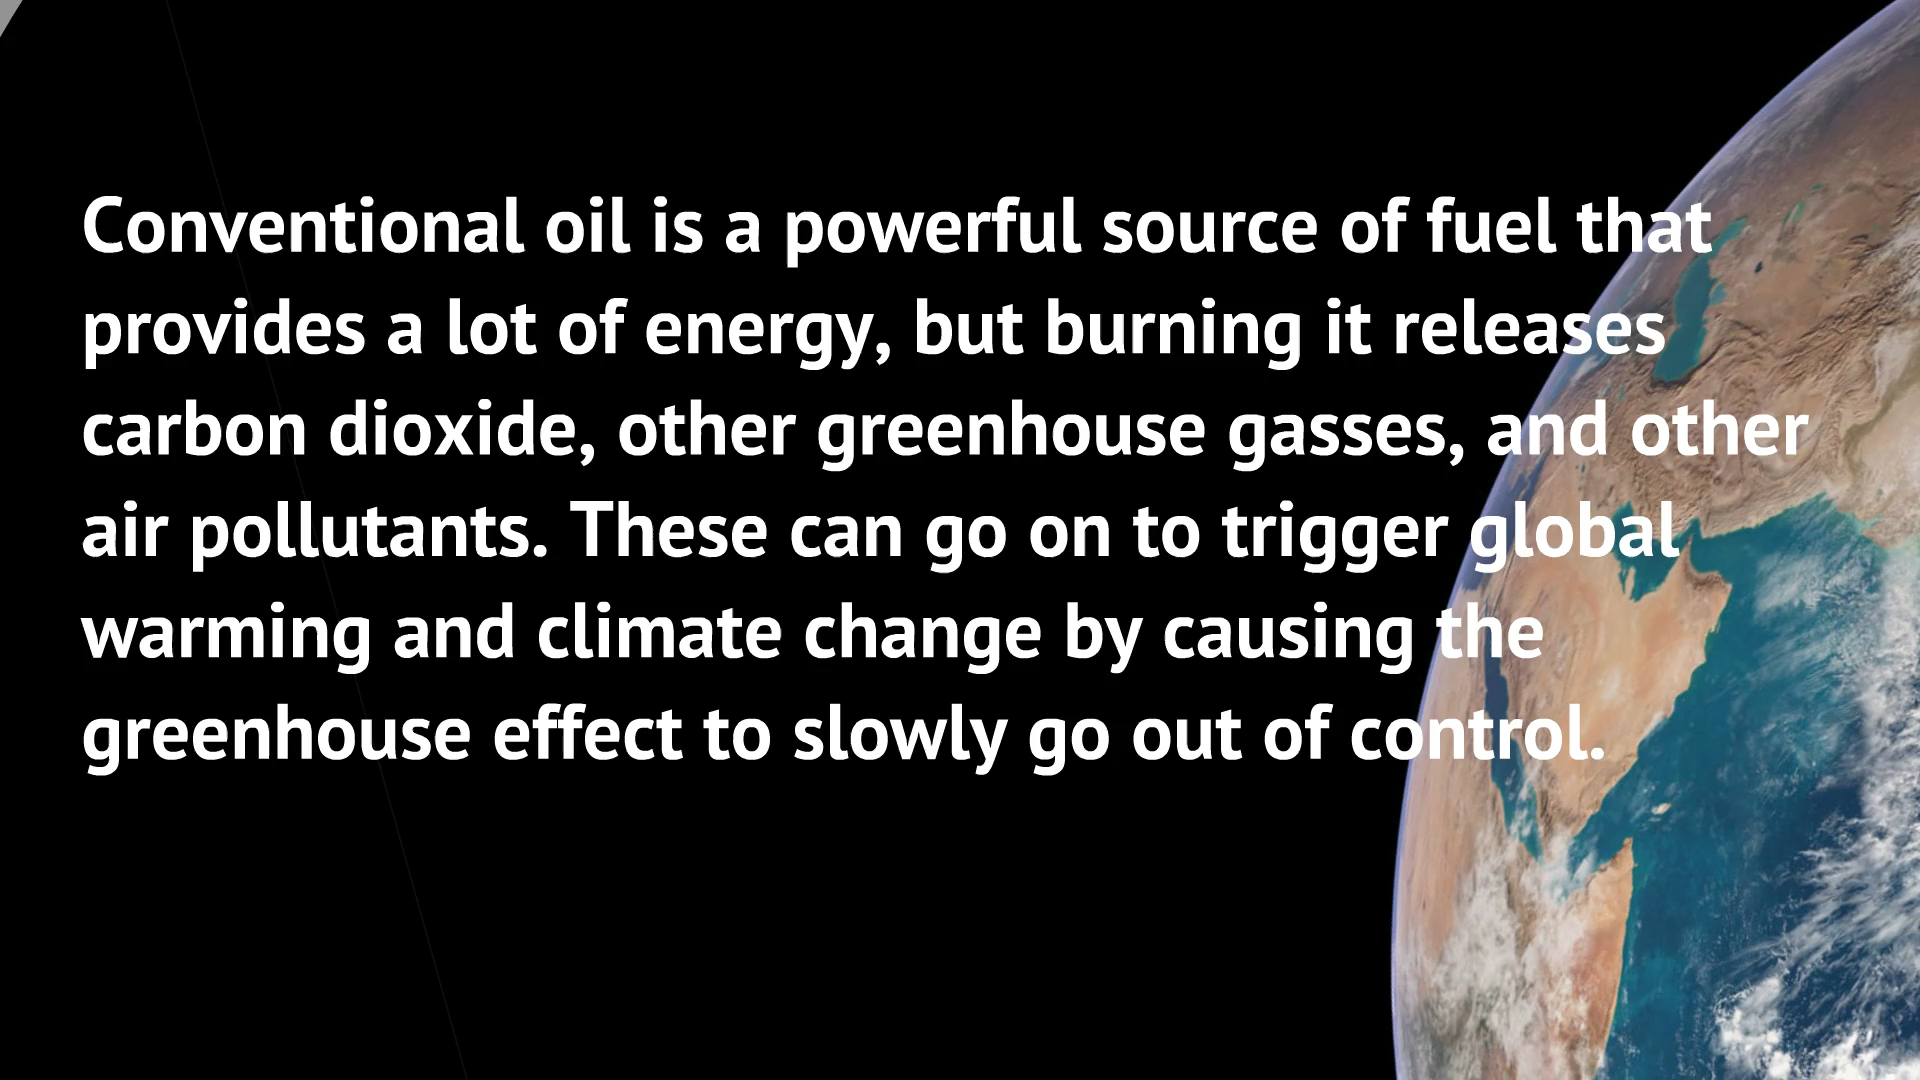 Conventional oil is a powerful source of fuel that
provides a lot of energy, but burning it releases
carbon dioxide, other greenhouse gasses, and other
air pollutants. These can go on to trigger global
warming and climate change by causing the
greenhouse effect to slowly go out of control.